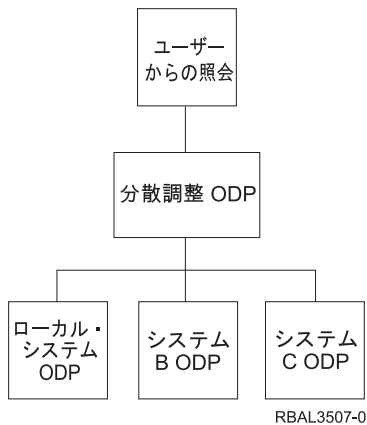 ユーザー
からの照会
分散調整 ODP
ローカル・
システム
ODP
システム
B ODP
システム
C ODP
RBAL3507-0